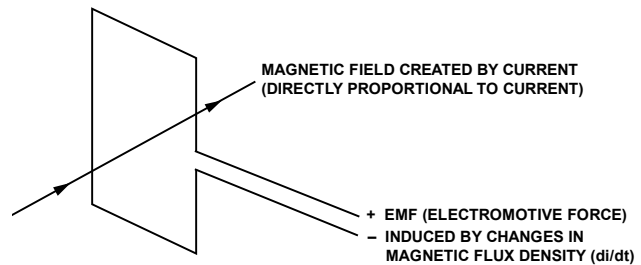 MAGNETIC FIELD CREATED BY CURRENT
(DIRECTLY PROPORTIONAL TO CURRENT)
+ EMF (ELECTROMOTIVE FORCE)
– INDUCED BY CHANGES IN
MAGNETIC FLUX DENSITY (di/dt)